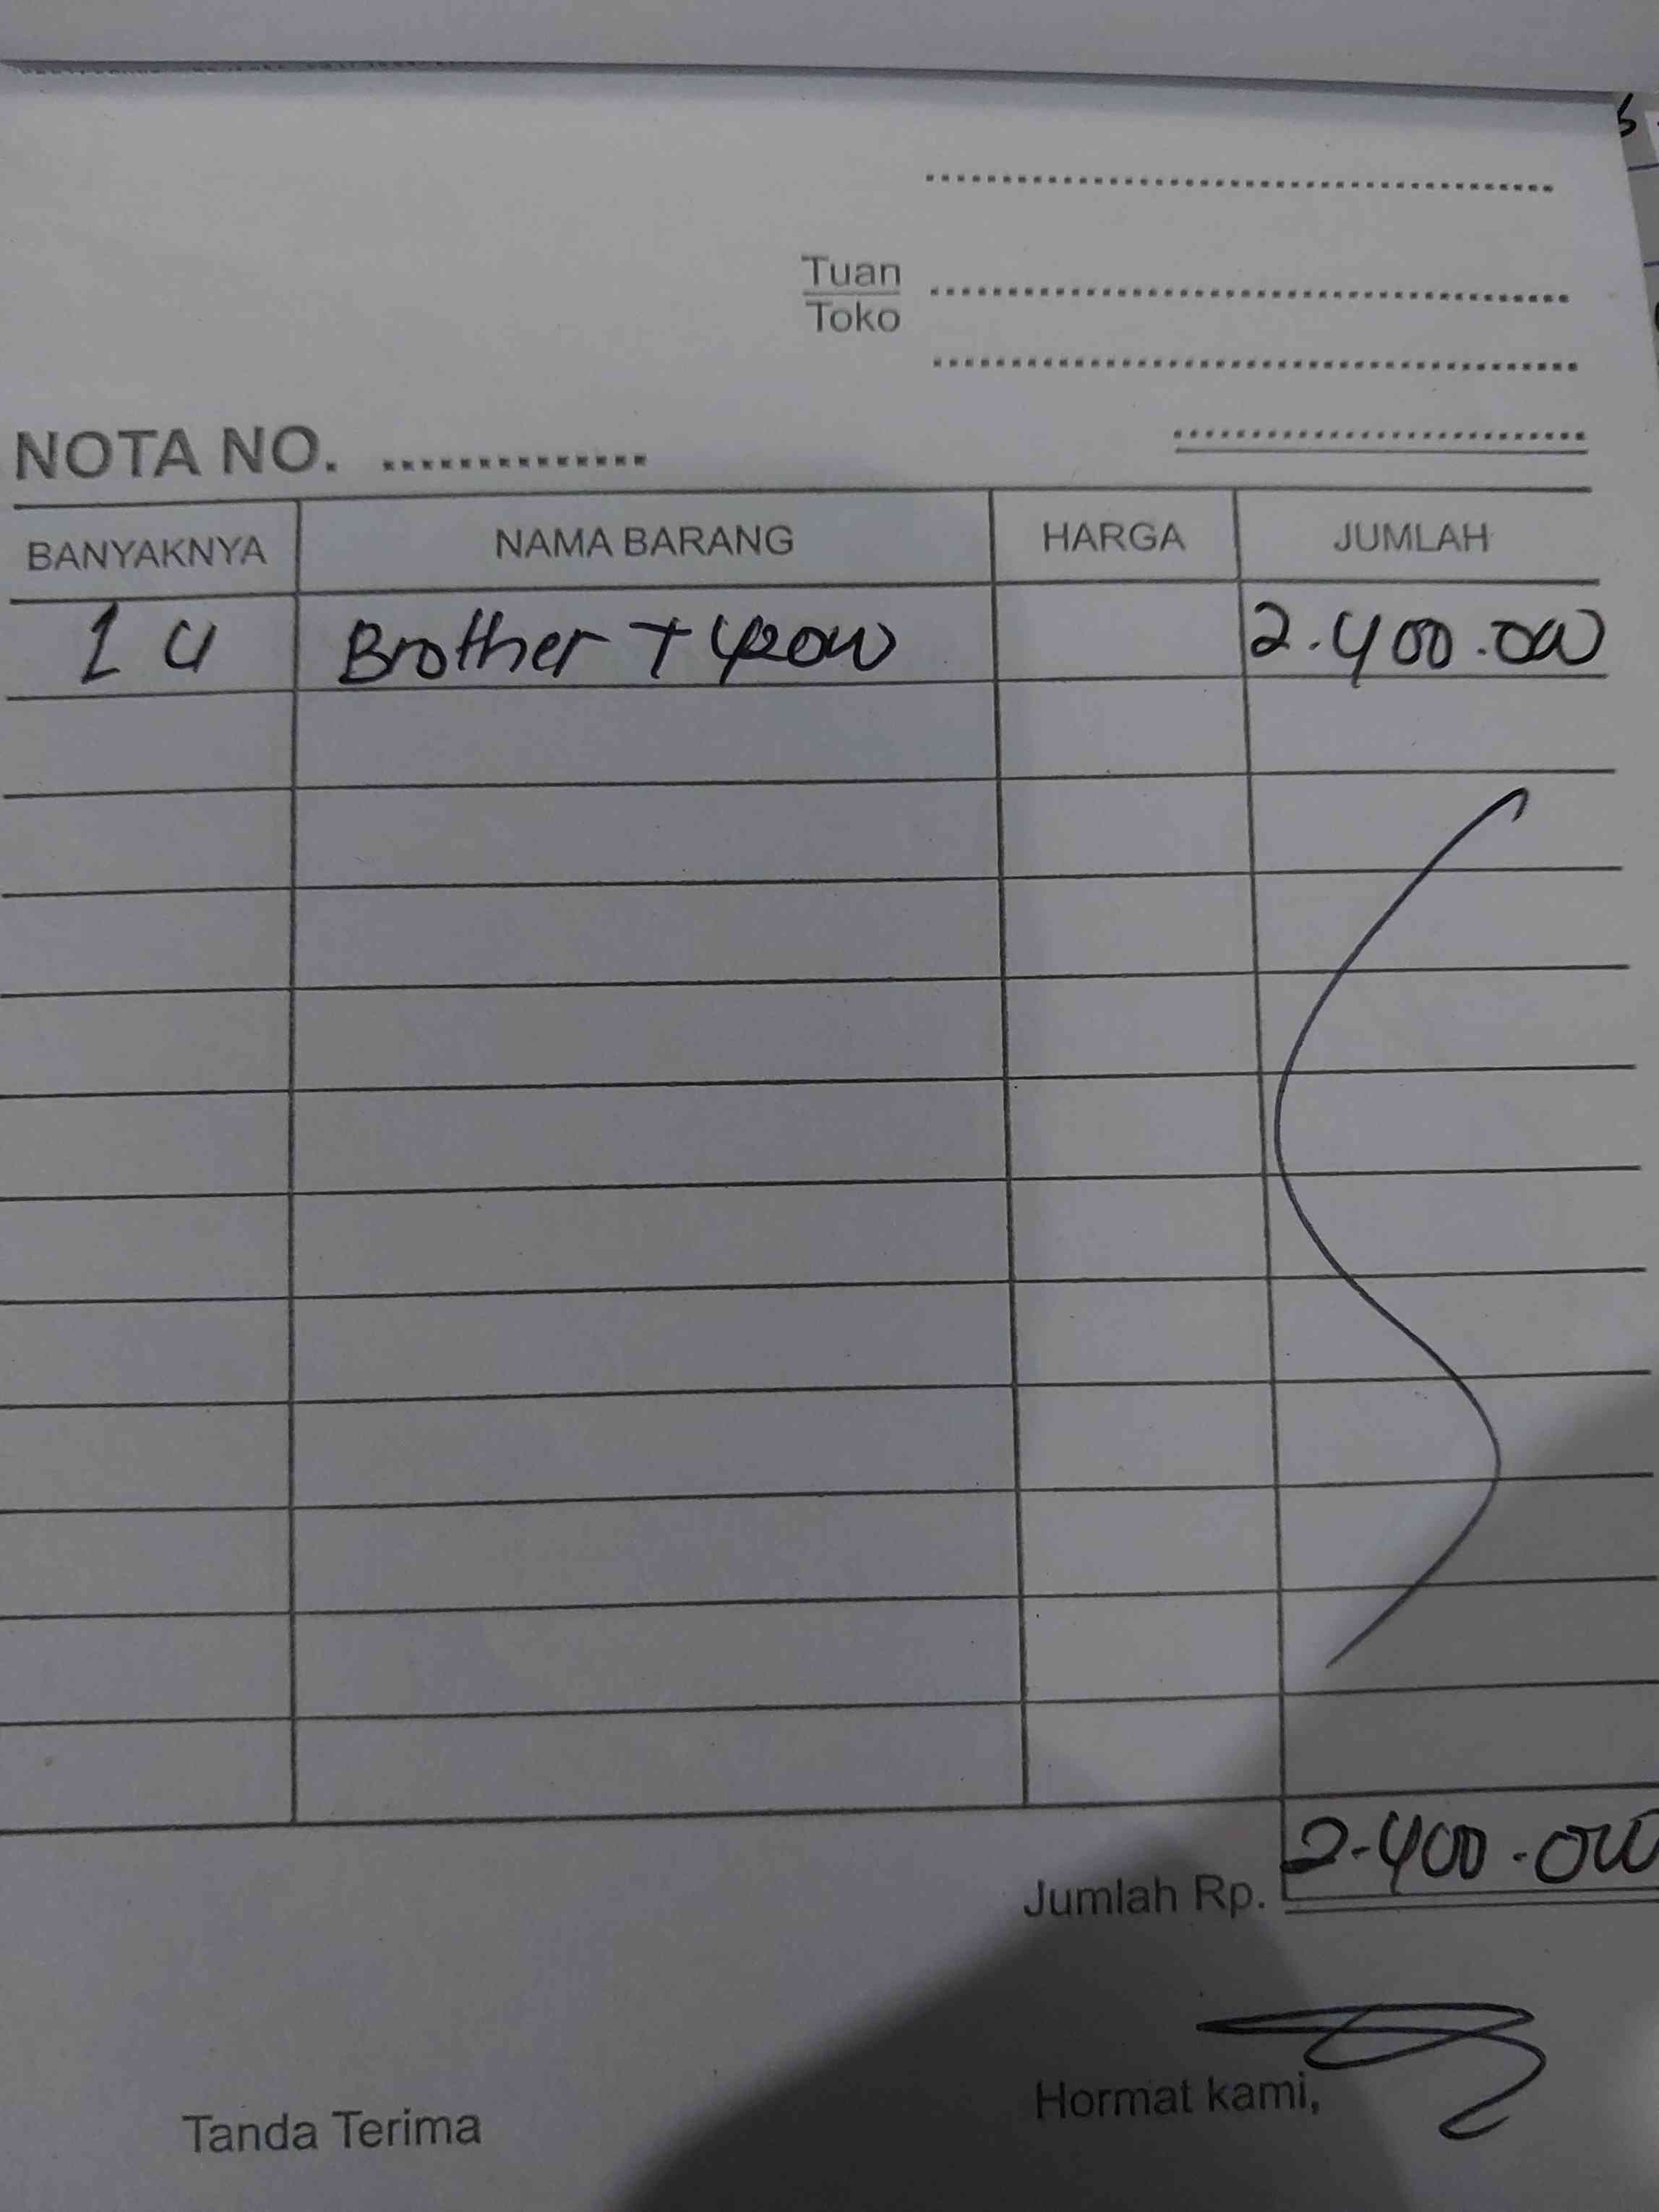 Tuan
Toko
NOTA NO.
BANYAKNYA NAMA BARANG HARGA JUMLAH
1 U Brother T420W 2.400.000
Jumlah Rp. 2.400.000
Tanda Terima Hormat kami,